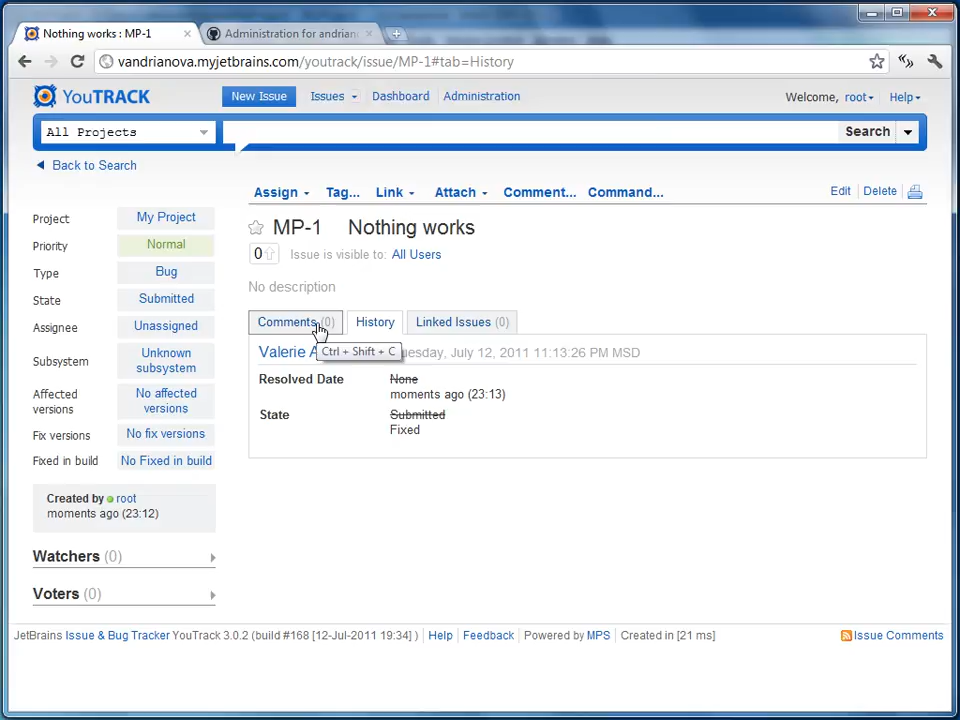 Nothing works : MP-1
Administration for andrian
vandrianova.myjetbrains.com/youtrack/issue/MP-1#tab=History
YouTRACK
New Issue
Issues
Dashboard
Administration
Welcome, root
Help
All Projects
Search
Back to Search
Assign
Tag...
Link
Attach
Comment...
Command...
Edit
Delete
Project My Project
Priority Normal
Type Bug
State Submitted
Assignee Unassigned
Subsystem Unknown subsystem
Affected versions No affected versions
Fix versions No fix versions
Fixed in build No Fixed in build
Created by root
moments ago (23:12)
Watchers (0)
Voters (0)
MP-1 Nothing works
0
Issue is visible to: All Users
No description
Comments (0)
History
Linked Issues (0)
Ctrl + Shift + C
Valerie uesday, July 12, 2011 11:13:26 PM MSD
Resolved Date None
moments ago (23:13)
State Submitted
Fixed
JetBrains Issue & Bug Tracker YouTrack 3.0.2 (build #168 [12-Jul-2011 19:34] )
Help
Feedback
Powered by MPS
Created in [21 ms]
Issue Comments